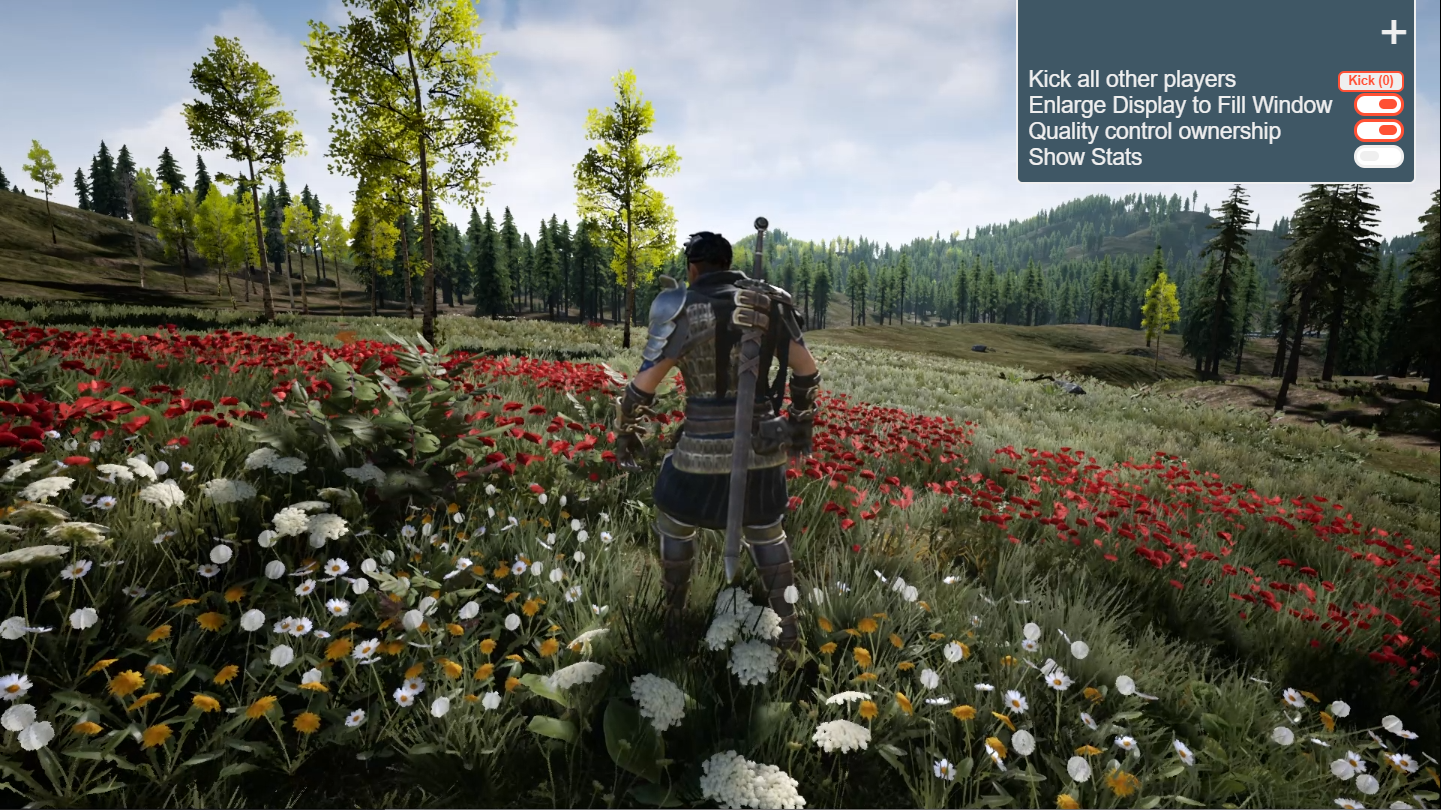 +
Kick all other players Kick (0)
Enlarge Display to Fill Window
Quality control ownership
Show Stats